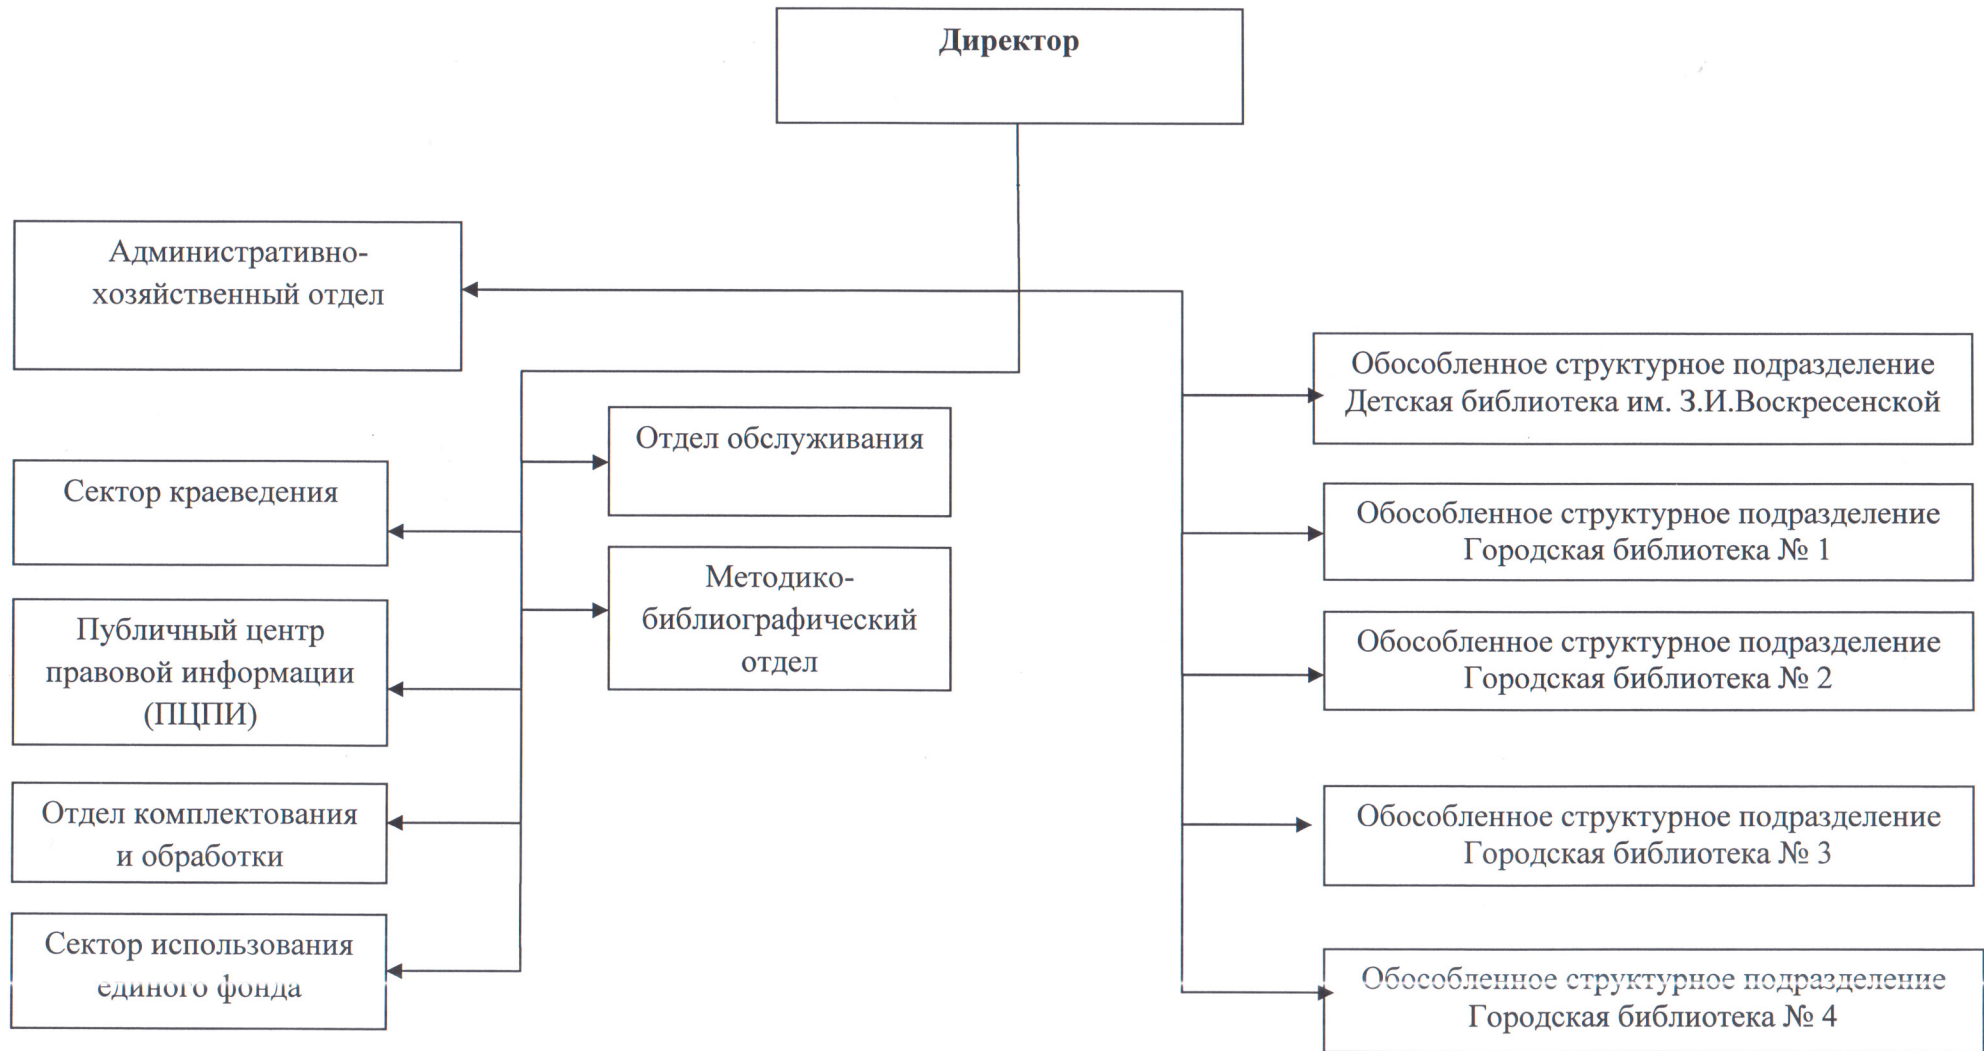 Директор
Административно-
хозяйственный отдел
Сектор краеведения
Публичный центр
правовой информации
(ПЦПИ)
Отдел комплектования
и обработки
Сектор использования
единого фонда
Отдел обслуживания
Методико-
библиографический
отдел
Обособленное структурное подразделение
Детская библиотека им. З.И.Воскресенской
Обособленное структурное подразделение
Городская библиотека № 1
Обособленное структурное подразделение
Городская библиотека № 2
Обособленное структурное подразделение
Городская библиотека № 3
Обособленное структурное подразделение
Городская библиотека № 4